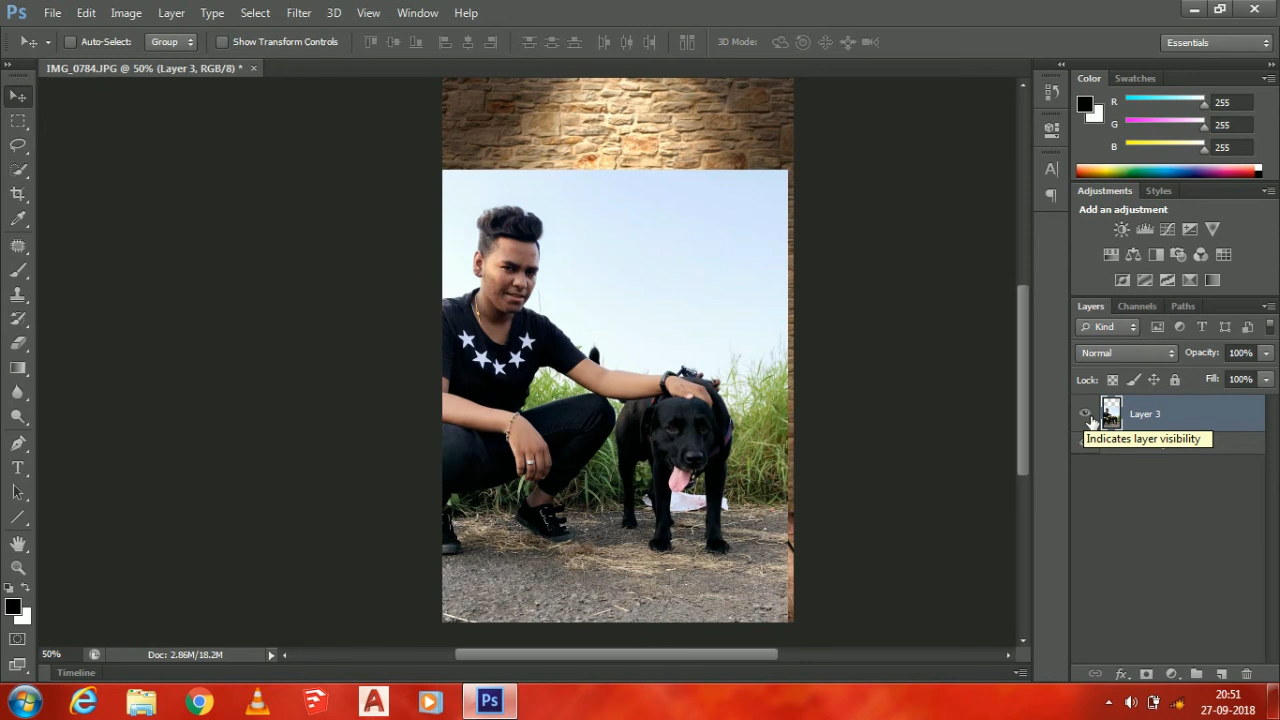 Ps File Edit Image Layer Type Select Filter 3D View Window Help
Auto-Select: Group Show Transform Controls 3D Mode: Essentials
IMG_0784.JPG @ 50% (Layer 3, RGB/8) * ×
Color Swatches
R 255
G 255
B 255
Adjustments Styles
Add an adjustment
Layers Channels Paths
Kind
Normal Opacity: 100%
Lock: Fill: 100%
Layer 3
Indicates layer visibility
50% Doc: 2.86M/18.2M
Timeline
Ps
20:51
27-09-2018